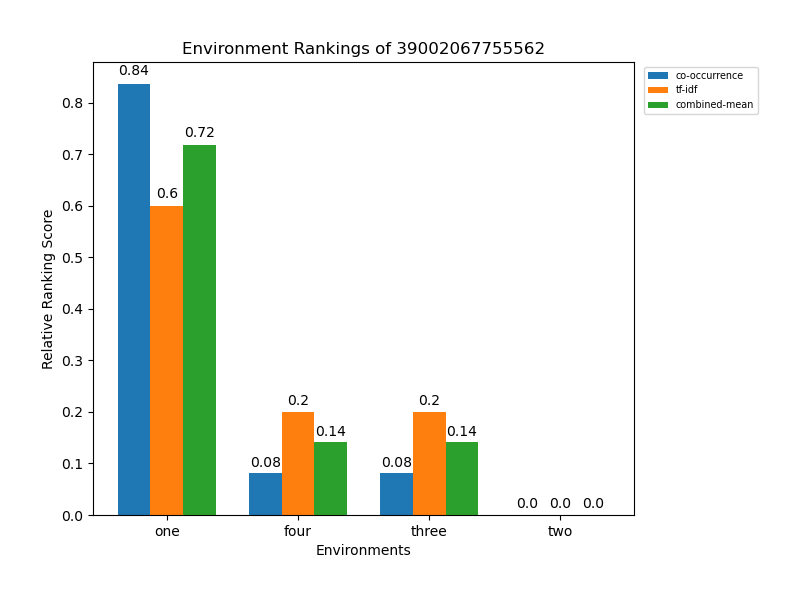 Environment Rankings of 39002067755562
co-occurrence
tf-idf
combined-mean
Relative Ranking Score
0.8
0.7
0.6
0.5
0.4
0.3
0.2
0.1
0.0
0.84
0.6
0.72
0.08
0.2
0.14
0.08
0.2
0.14
0.0 0.0 0.0
one four three two
Environments